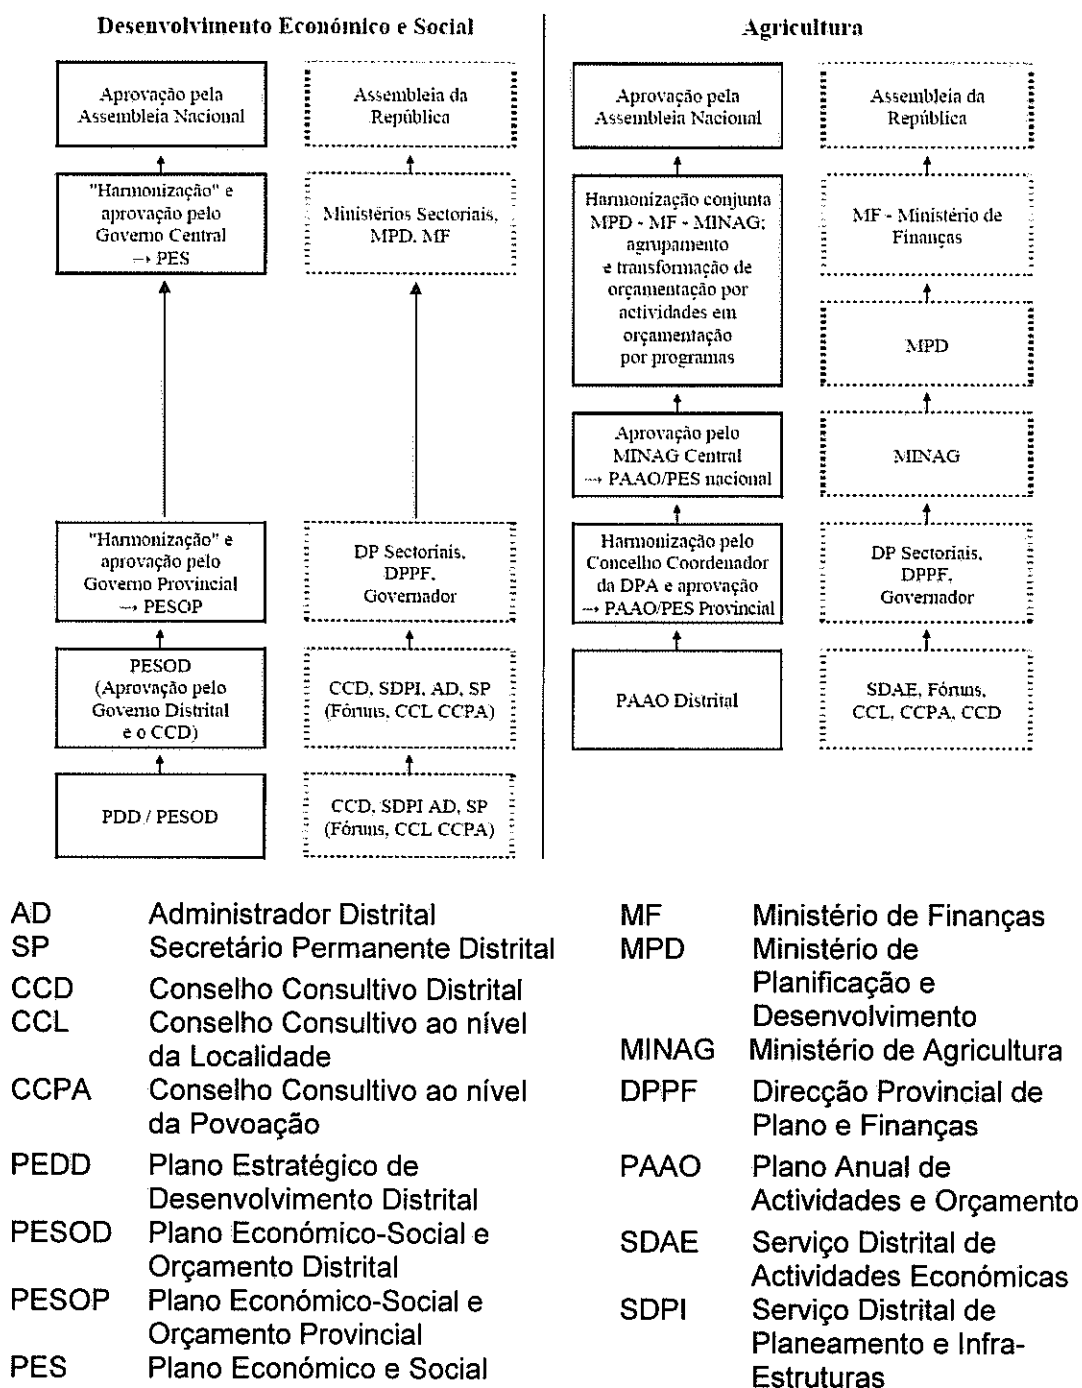 Desenvolvimento Económico e Social
Aprovação pela
Assembleia Nacional
"Harmonização" e
aprovação pelo
Governo Central
→ PES
"Harmonização" e
aprovação pelo
Governo Provincial
→ PESOP
PESOD
(Aprovação pelo
Governo Distrital
e o CCD)
PDD / PESOD
Assembleia da
República
Ministérios Sectoriais,
MPD, MF
DP Sectoriais,
DPPF,
Governador
CCD, SDPI, AD, SP
(Fóruns, CCL CCPA)
CCD, SDPI AD, SP
(Fóruns, CCL CCPA)
Agricultura
Aprovação pela
Assembleia Nacional
Harmonização conjunta
MPD - MF - MINAG;
agrupamento
e transformação de
orçamentação por
actividades em
orçamentação
por programas
Aprovação pelo
MINAG Central
→ PAAO/PES nacional
Harmonização pelo
Concelho Coordenador
da DPA e aprovação
→ PAAO/PES Provincial
PAAO Distrital
Assembleia da
República
MF - Ministério de
Finanças
MPD
MINAG
DP Sectoriais,
DPPF,
Governador
SDAE, Fóruns,
CCL, CCPA, CCD
AD Administrador Distrital
SP Secretário Permanente Distrital
CCD Conselho Consultivo Distrital
CCL Conselho Consultivo ao nível
da Localidade
CCPA Conselho Consultivo ao nível
da Povoação
PEDD Plano Estratégico de
Desenvolvimento Distrital
PESOD Plano Económico-Social e
Orçamento Distrital
PESOP Plano Económico-Social e
Orçamento Provincial
PES Plano Económico e Social
MF Ministério de Finanças
MPD Ministério de
Planificação e
Desenvolvimento
MINAG Ministério de Agricultura
DPPF Direcção Provincial de
Plano e Finanças
PAAO Plano Anual de
Actividades e Orçamento
SDAE Serviço Distrital de
Actividades Económicas
SDPI Serviço Distrital de
Planeamento e Infra-
Estruturas